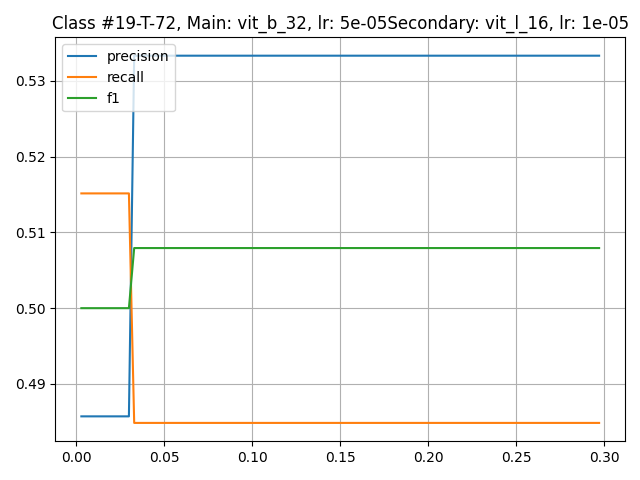 Class #19-T-72, Main: vit_b_32, lr: 5e-05Secondary: vit_l_16, lr: 1e-05
precision
recall
f1
0.53
0.52
0.51
0.50
0.49
0.00 0.05 0.10 0.15 0.20 0.25 0.30